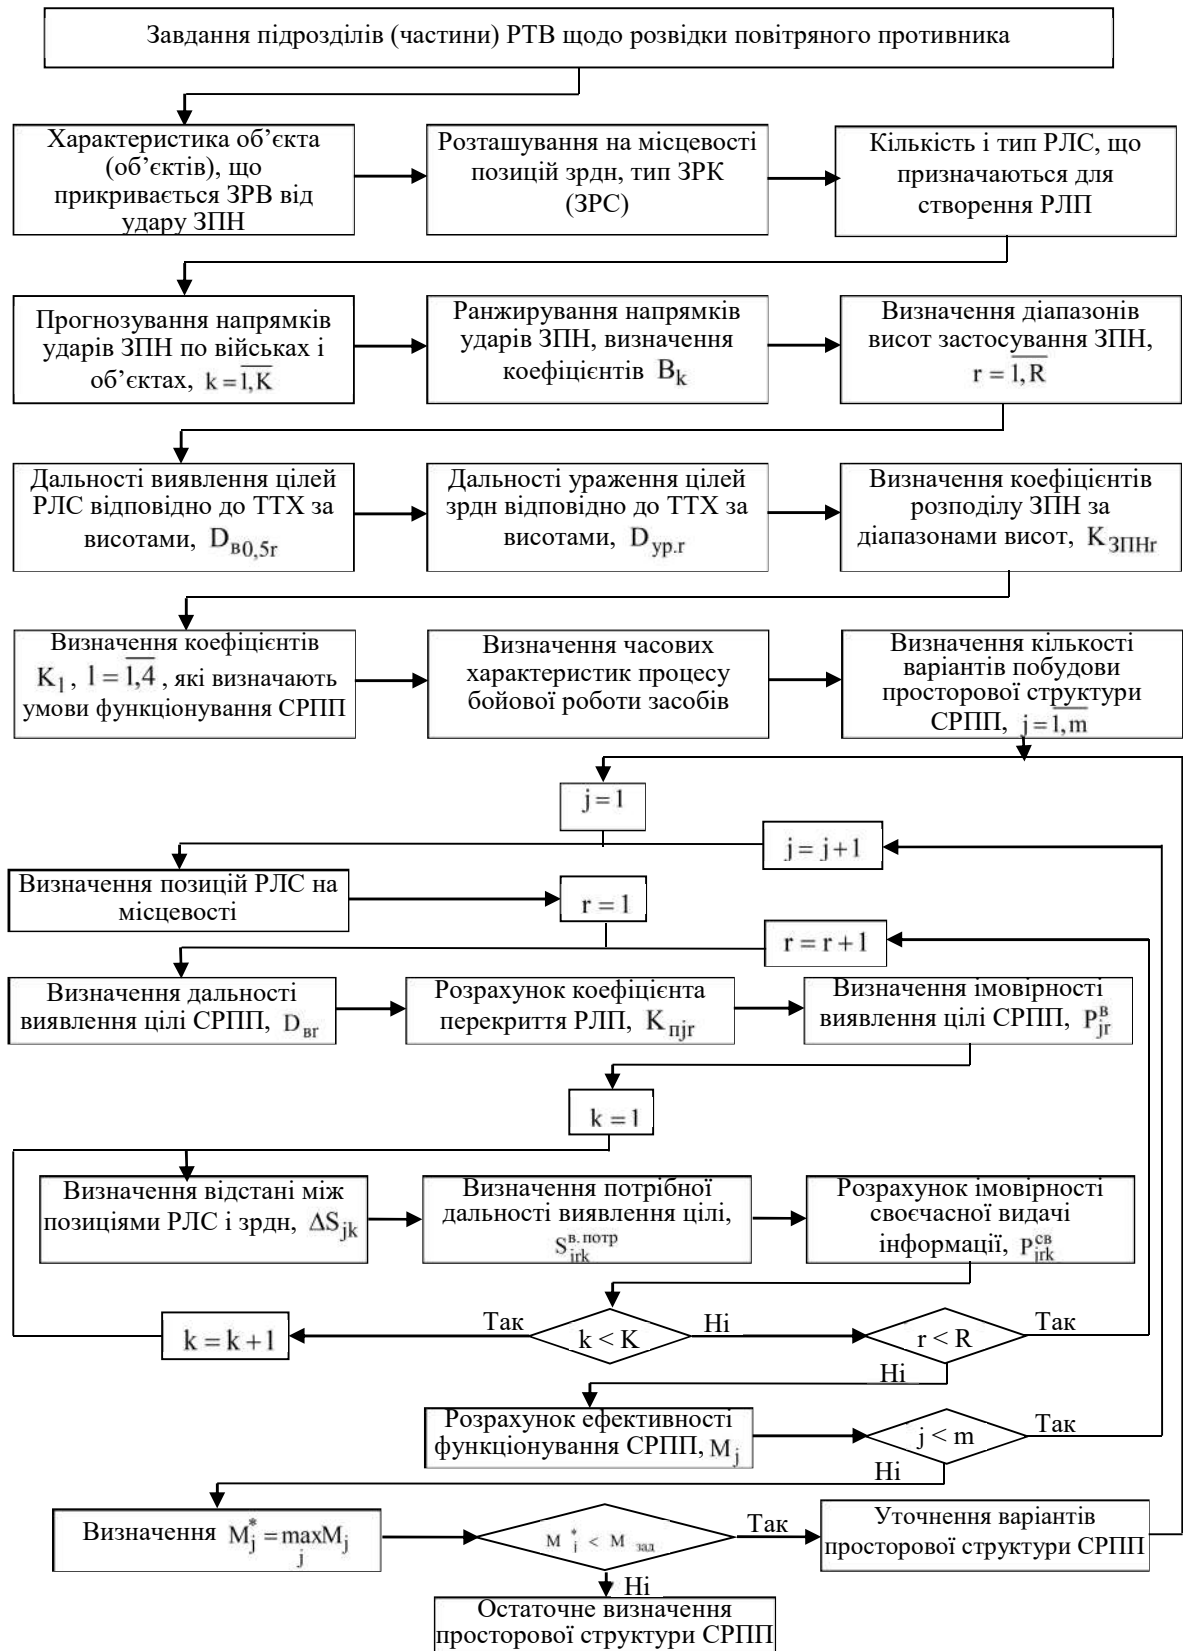 Завдання підрозділів (частини) РТВ щодо розвідки повітряного противника
Характеристика об’єкта
(об’єктів), що
прикривається ЗРВ від
удару ЗПН
Розташування на місцевості
позицій зрдн, тип ЗРК
(ЗРС)
Кількість і тип РЛС, що
призначаються для
створення РЛП
Прогнозування напрямків
ударів ЗПН по військах і
об’єктах, k = 1,K
Ранжирування напрямків
ударів ЗПН, визначення
коефіцієнтів B_k
Визначення діапазонів
висот застосування ЗПН,
r = 1,R
Дальності виявлення цілей
РЛС відповідно до ТТХ за
висотами, D_в0,5r
Дальності ураження цілей
зрдн відповідно до ТТХ за
висотами, D_ур.r
Визначення коефіцієнтів
розподілу ЗПН за
діапазонами висот, K_ЗПНr
Визначення коефіцієнтів
K_l, l = 1,4, які визначають
умови функціонування СРПП
Визначення часових
характеристик процесу
бойової роботи засобів
Визначення кількості
варіантів побудови
просторової структури
СРПП, j = 1,m
j = 1
j = j + 1
Визначення позицій РЛС на
місцевості
r = 1
r = r + 1
Визначення дальності
виявлення цілі СРПП, D_вr
Розрахунок коефіцієнта
перекриття РЛП, K_пjr
Визначення імовірності
виявлення цілі СРПП, P_jr^в
k = 1
Визначення відстані між
позиціями РЛС і зрдн, ΔS_jk
Визначення потрібної
дальності виявлення цілі,
S_jrk^в.потр
Розрахунок імовірності
своєчасної видачі
інформації, P_jrk^св
k = k + 1
Так
k < K
Ні
r < R
Так
Ні
Розрахунок ефективності
функціонування СРПП, M_j
j < m
Так
Ні
Визначення M_j^* = max_j M_j
M_j^* < M_зад
Так
Уточнення варіантів
просторової структури СРПП
Ні
Остаточне визначення
просторової структури СРПП